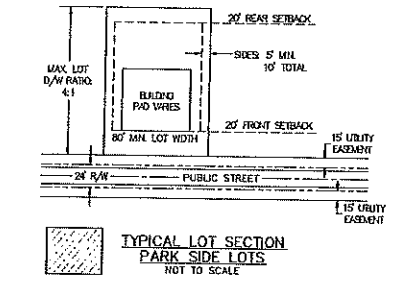 20' REAR SETBACK
SIDES: 5' MIN.
10' TOTAL
MAX. LOT
D/W RATIO:
4:1
BUILDING
PAD VARIES
20' FRONT SETBACK
80' MIN. LOT WIDTH
15' UTILITY
EASEMENT
24' R/W
PUBLIC STREET
15' UTILITY
EASEMENT
TYPICAL LOT SECTION
PARK SIDE LOTS
NOT TO SCALE